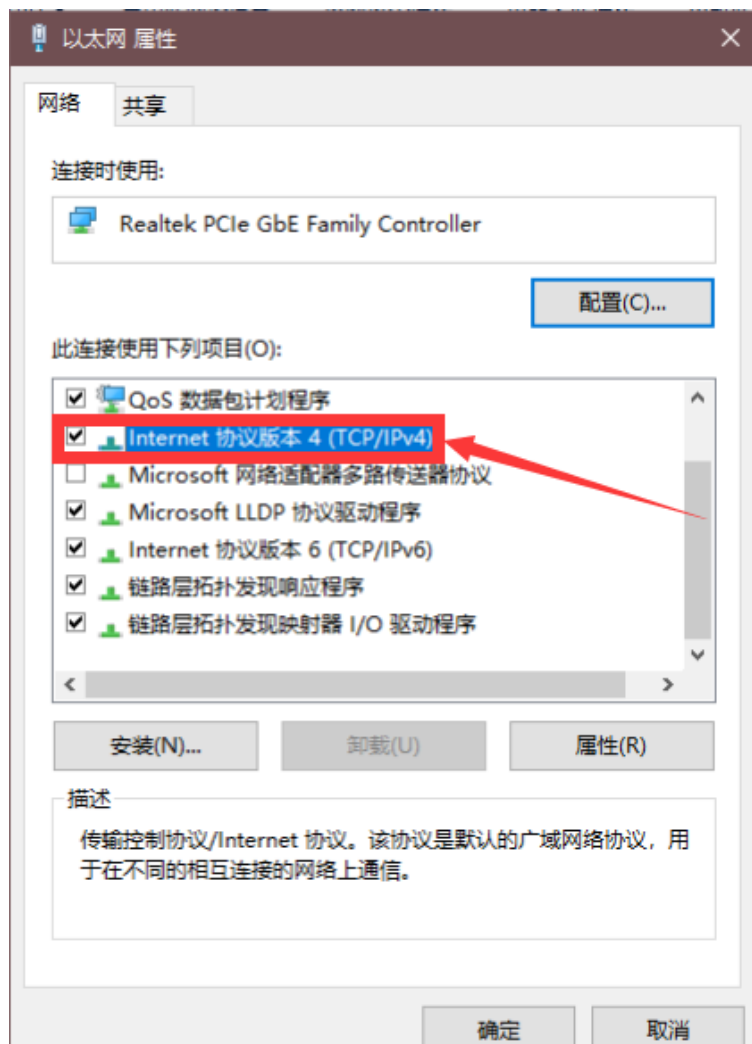 以太网 属性
网络
共享
连接时使用:
Realtek PCIe GbE Family Controller
配置(C)...
此连接使用下列项目(O):
QoS 数据包计划程序
Internet 协议版本 4 (TCP/IPv4)
Microsoft 网络适配器多路传送器协议
Microsoft LLDP 协议驱动程序
Internet 协议版本 6 (TCP/IPv6)
链路层拓扑发现响应程序
链路层拓扑发现映射器 I/O 驱动程序
安装(N)...
卸载(U)
属性(R)
描述
传输控制协议/Internet 协议。该协议是默认的广域网络协议，用
于在不同的相互连接的网络上通信。
确定
取消